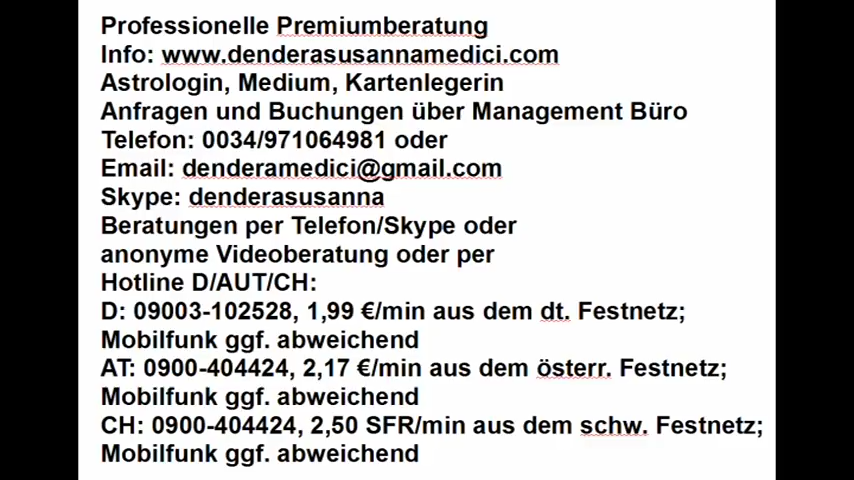 Professionelle Premiumberatung
Info: www.denderasusannamedici.com
Astrologin, Medium, Kartenlegerin
Anfragen und Buchungen über Management Büro
Telefon: 0034/971064981 oder
Email: denderamedici@gmail.com
Skype: denderasusanna
Beratungen per Telefon/Skype oder
anonyme Videoberatung oder per
Hotline D/AUT/CH:
D: 09003-102528, 1,99 €/min aus dem dt. Festnetz;
Mobilfunk ggf. abweichend
AT: 0900-404424, 2,17 €/min aus dem österr. Festnetz;
Mobilfunk ggf. abweichend
CH: 0900-404424, 2,50 SFR/min aus dem schw. Festnetz;
Mobilfunk ggf. abweichend